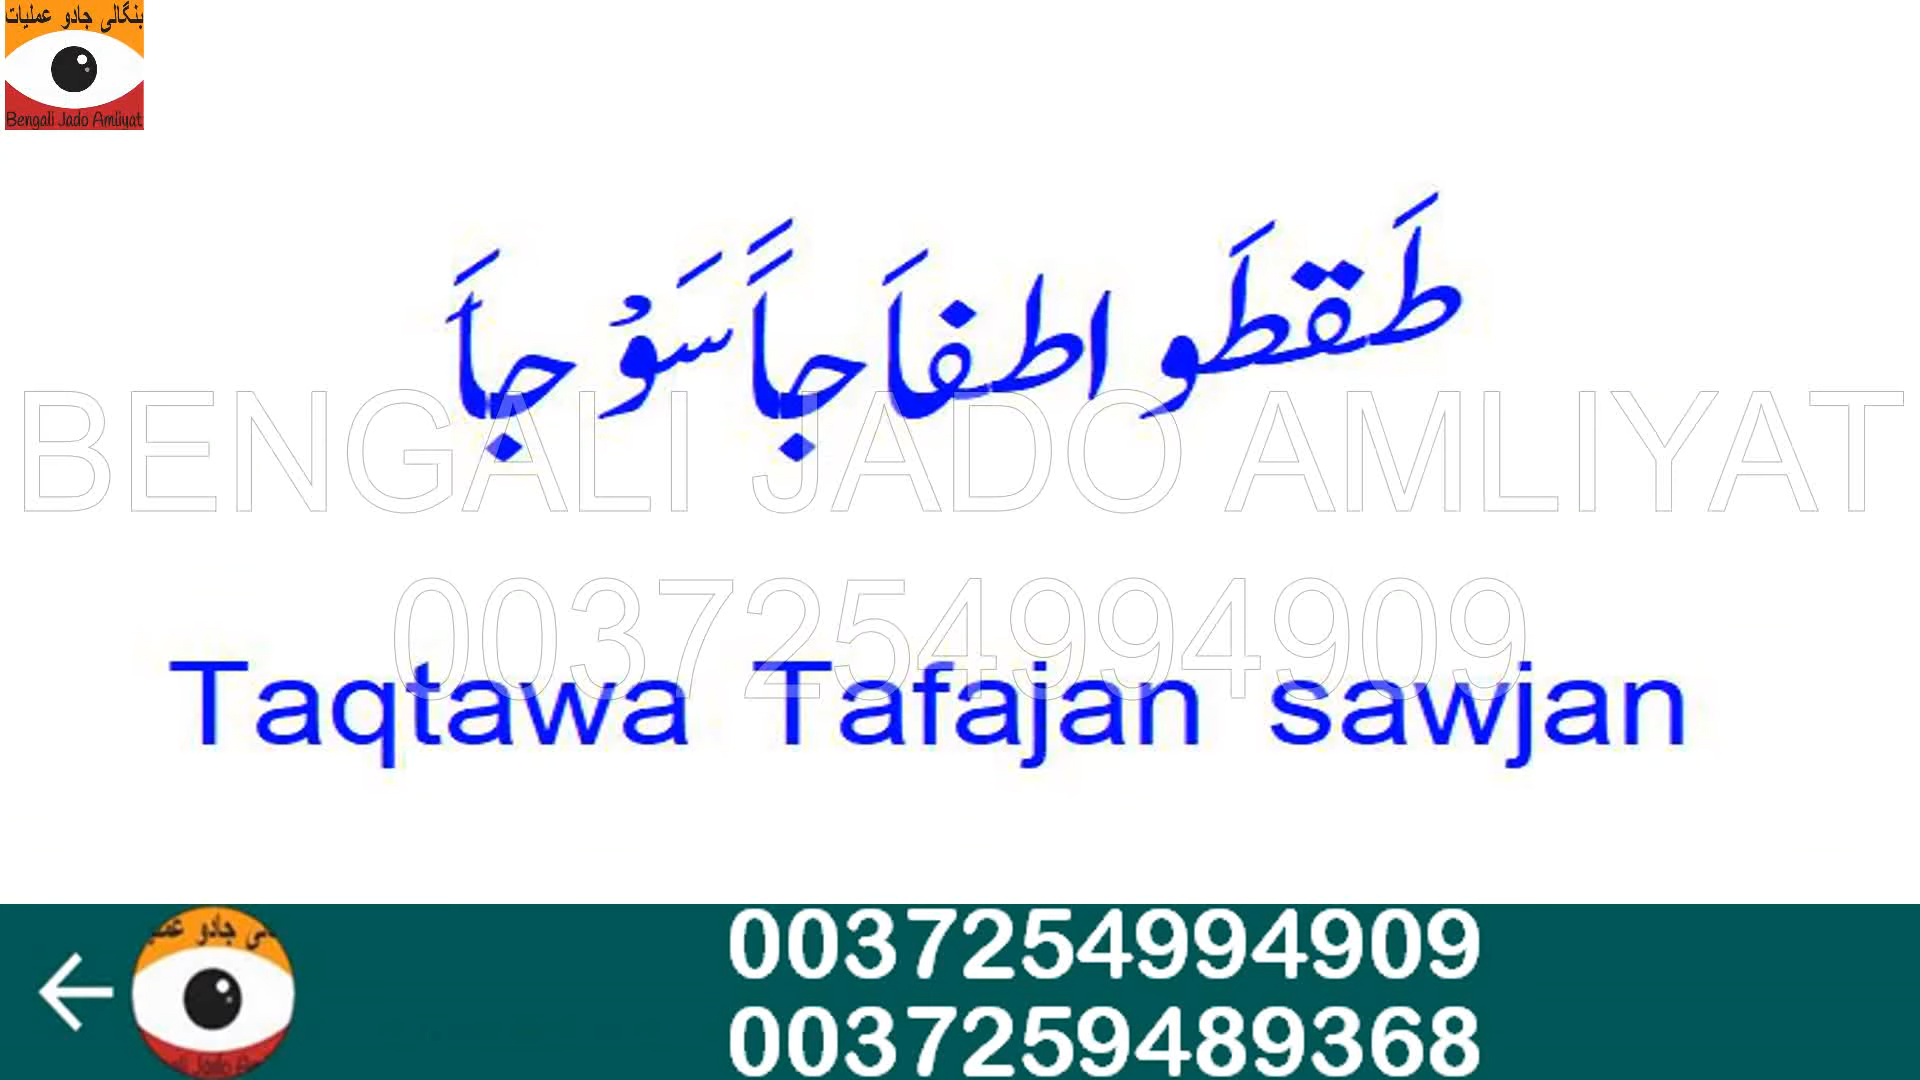 بنگالی جادو عملیات
Bengali Jado Amliyat
طَقطَو اطفاَجاًسَوُجاَ
BENGALI JADO AMLIYAT
0037254994909
Taqtawa Tafajan sawjan
0037254994909
0037259489368